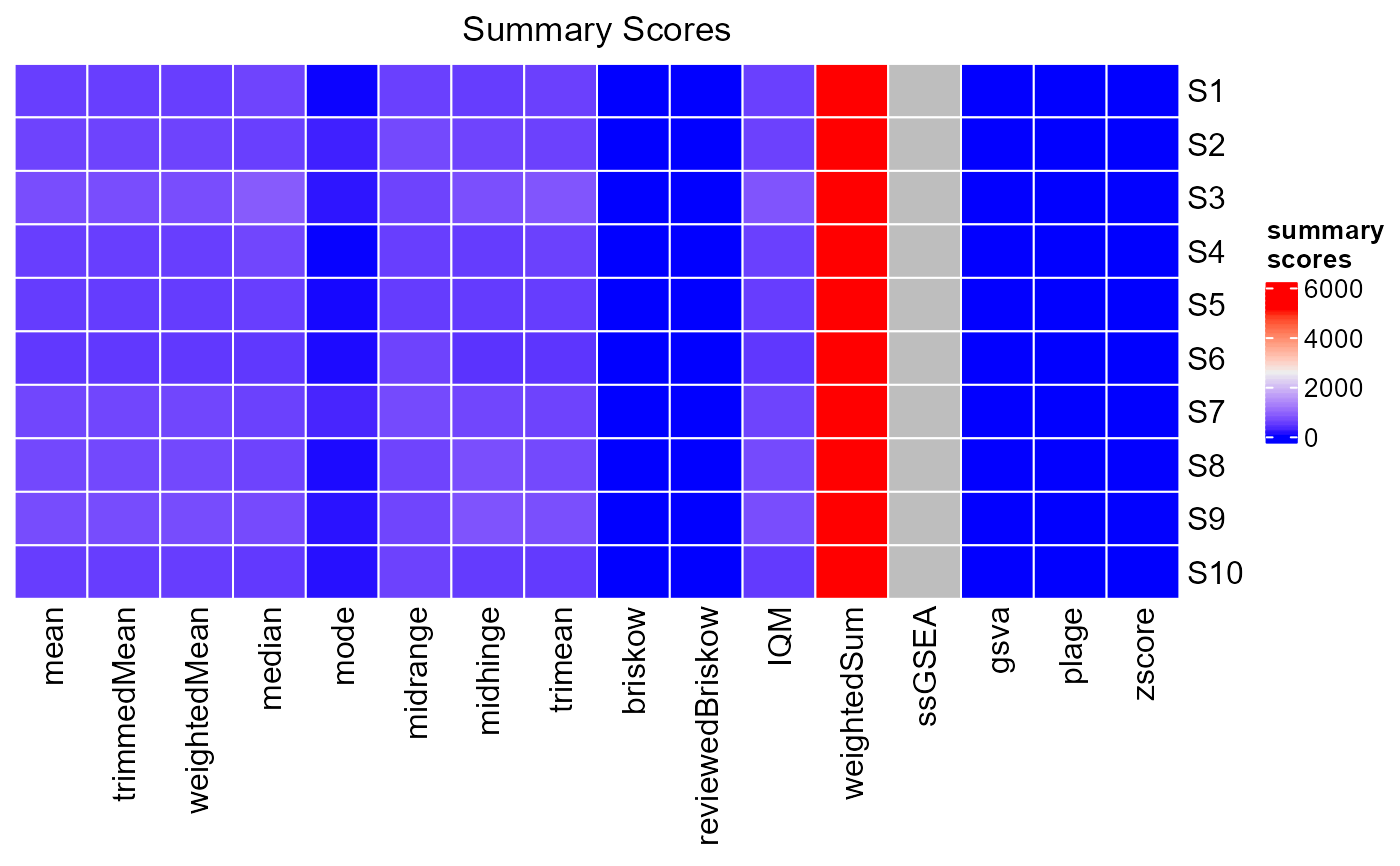 Summary Scores
S1
S2
S3
S4
S5
S6
S7
S8
S9
S10
summary
scores
6000
4000
2000
0
mean
trimmedMean
weightedMean
median
mode
midrange
midhinge
trimean
briskow
reviewedBriskow
IQM
weightedSum
ssGSEA
gsva
plage
zscore